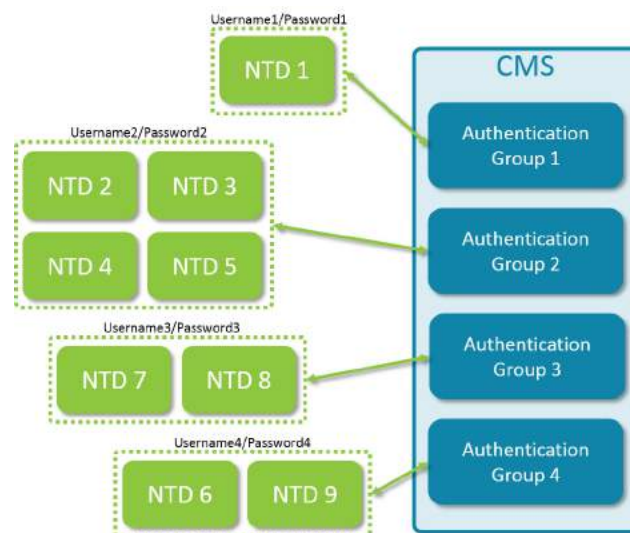 Username1/Password1
NTD 1
CMS
Authentication
Group 1
Username2/Password2
NTD 2
NTD 3
NTD 4
NTD 5
Authentication
Group 2
Username3/Password3
NTD 7
NTD 8
Authentication
Group 3
Username4/Password4
NTD 6
NTD 9
Authentication
Group 4